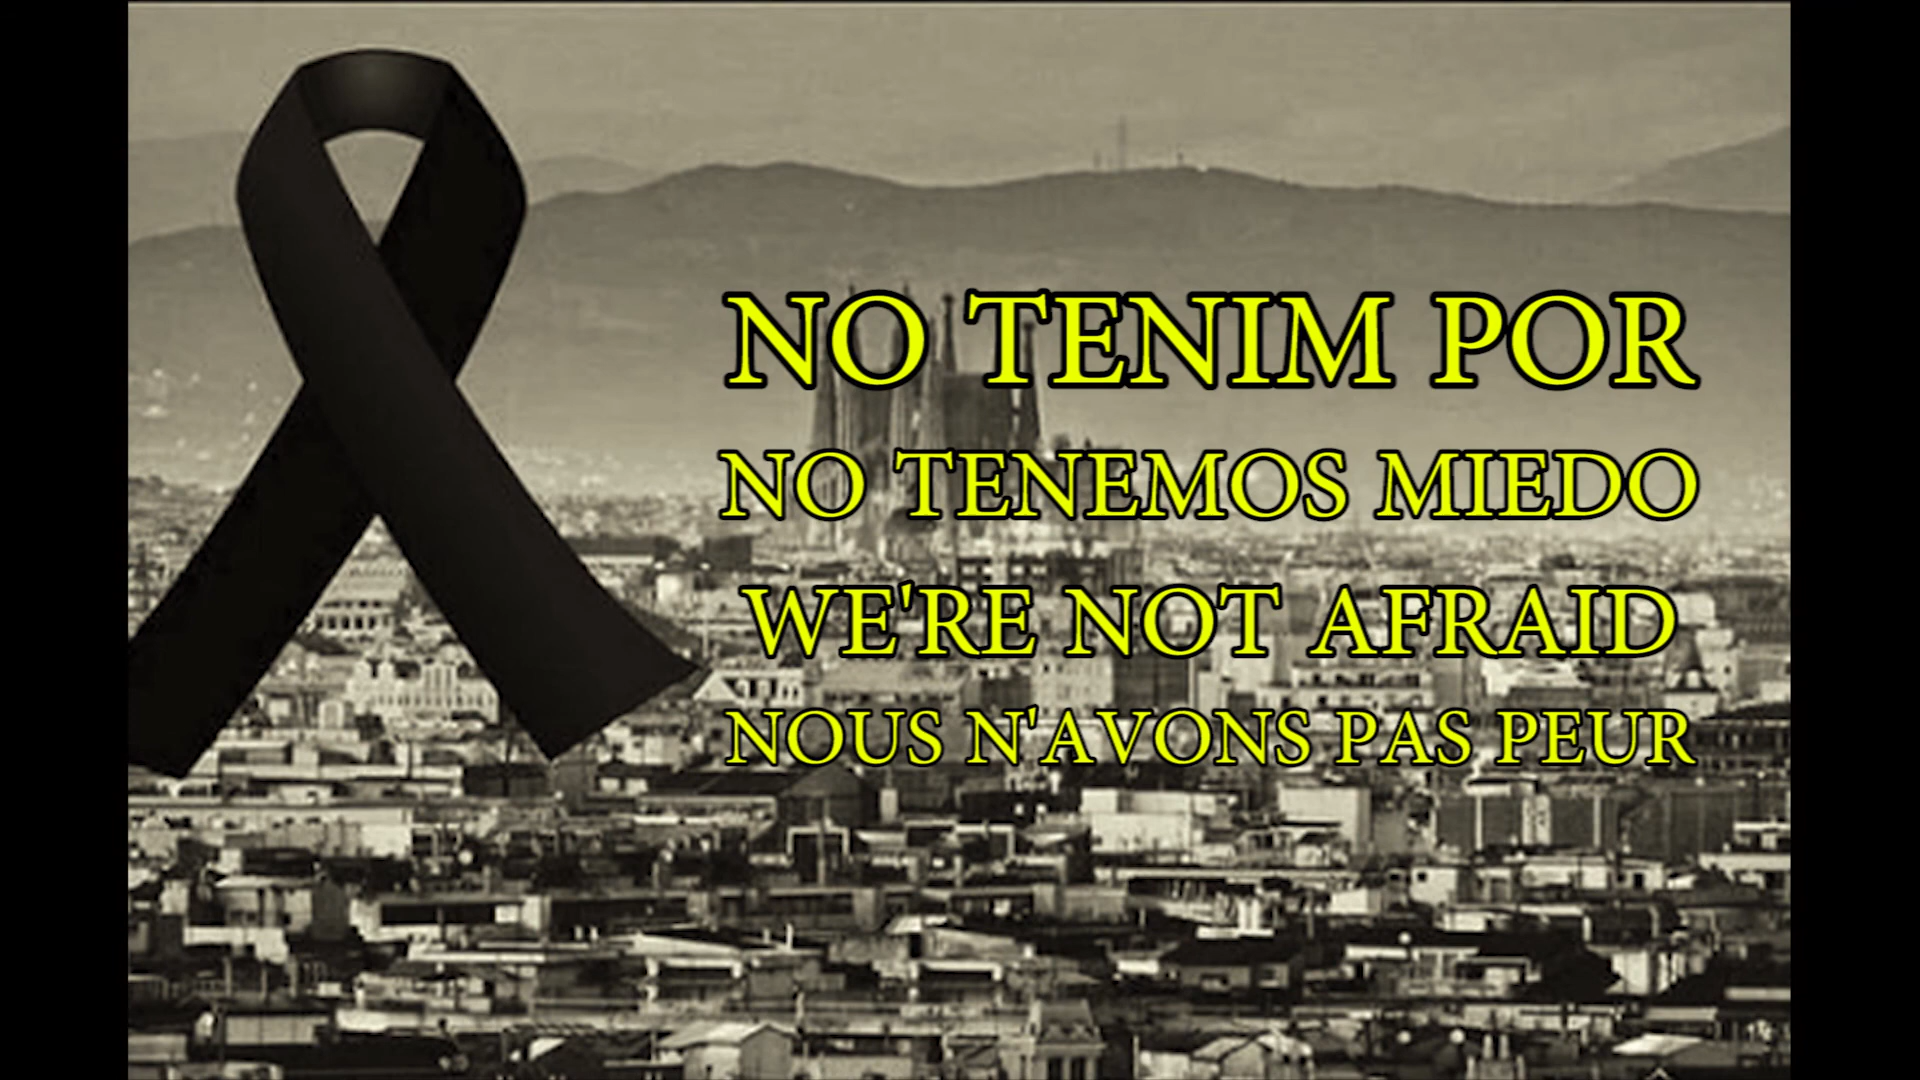 NO TENIM POR
NO TENEMOS MIEDO
WE'RE NOT AFRAID
NOUS N'AVONS PAS PEUR